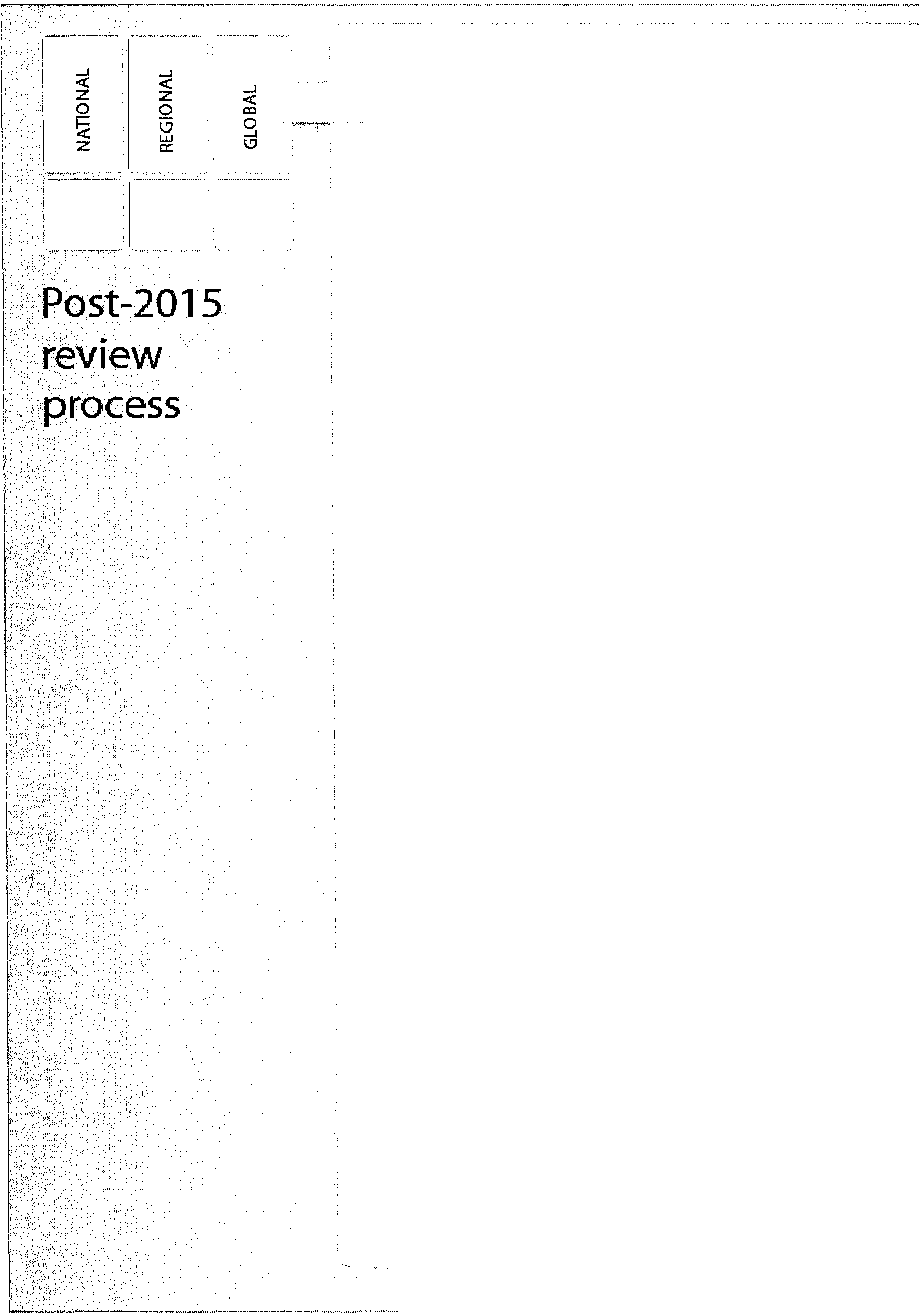 NATIONAL
REGIONAL
GLOBAL
Post-2015
review
process